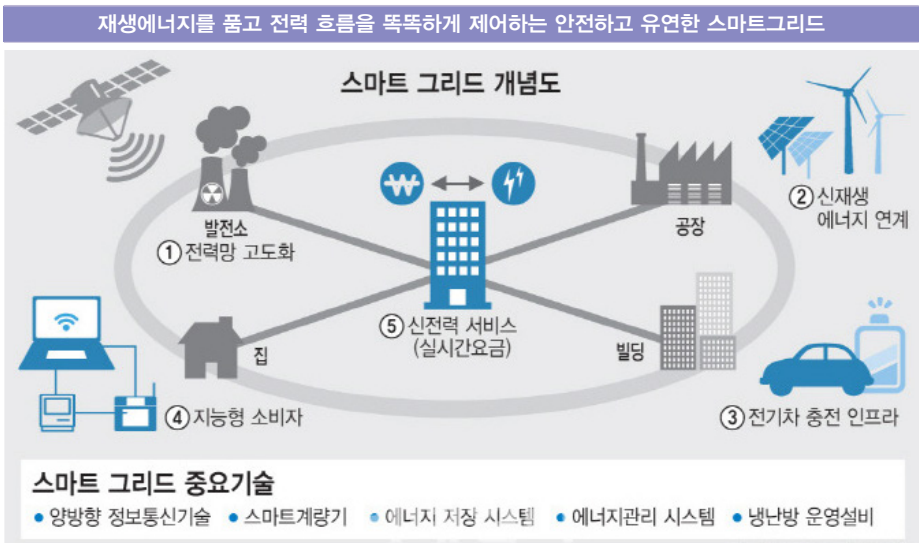 재생에너지를 품고 전력 흐름을 똑똑하게 제어하는 안전하고 유연한 스마트그리드
스마트 그리드 개념도
발전소
① 전력망 고도화
공장
② 신재생
에너지 연계
집
⑤ 신전력 서비스
(실시간요금)
빌딩
④ 지능형 소비자
③ 전기차 충전 인프라
스마트 그리드 중요기술
• 양방향 정보통신기술 • 스마트계량기 • 에너지 저장 시스템 • 에너지관리 시스템 • 냉난방 운영설비